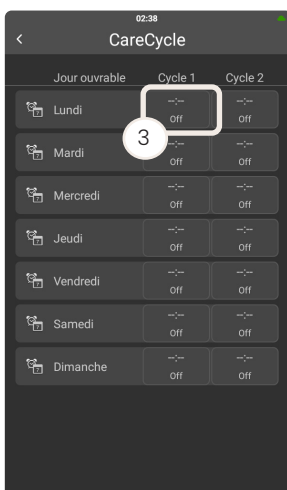 02:38
< CareCycle
Jour ouvrable Cycle 1 Cycle 2
Lundi --:-- --:--
Off Off
3
Mardi --:-- --:--
Off Off
Mercredi --:-- --:--
Off Off
Jeudi --:-- --:--
Off Off
Vendredi --:-- --:--
Off Off
Samedi --:-- --:--
Off Off
Dimanche --:-- --:--
Off Off